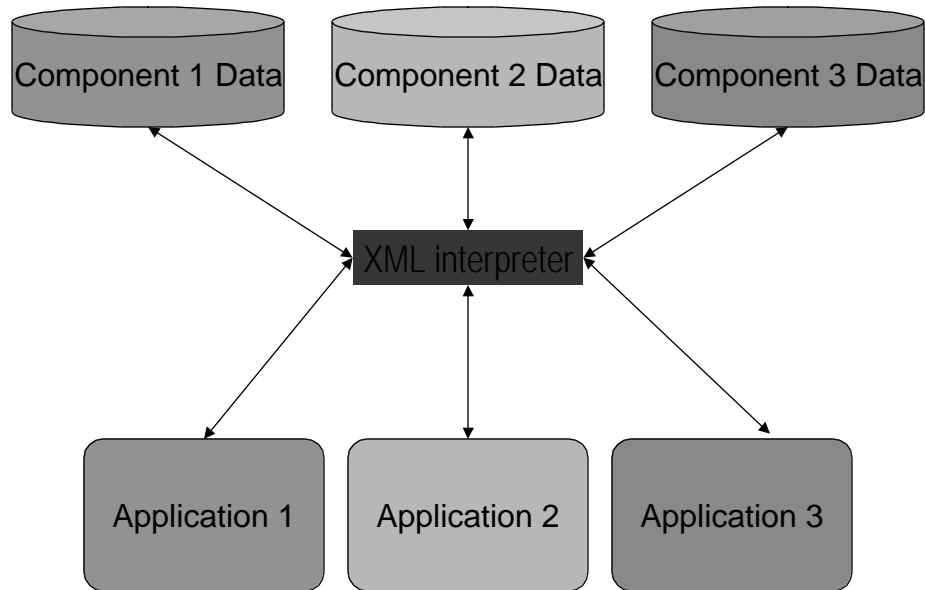 Component 1 Data
Component 2 Data
Component 3 Data
XML interpreter
Application 1
Application 2
Application 3